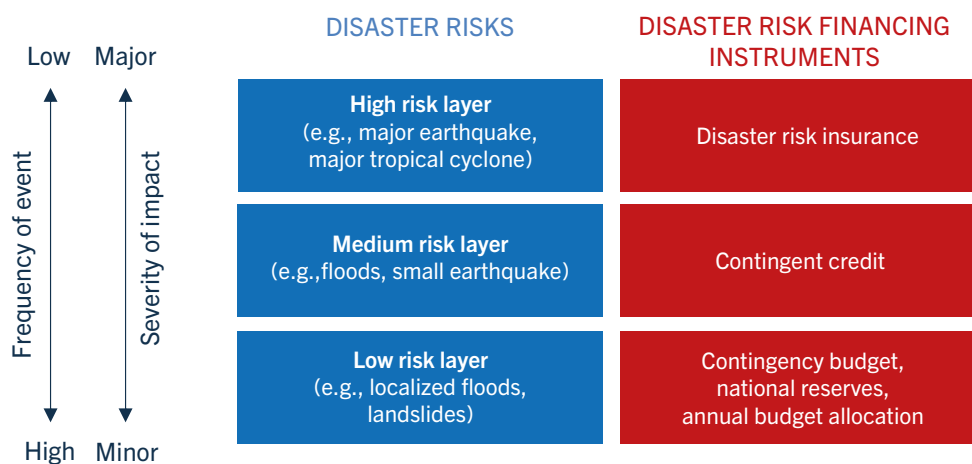 DISASTER RISKS
DISASTER RISK FINANCING
INSTRUMENTS
Low Major
Frequency of event
Severity of impact
High Minor
High risk layer
(e.g., major earthquake,
major tropical cyclone)
Disaster risk insurance
Medium risk layer
(e.g.,floods, small earthquake)
Contingent credit
Low risk layer
(e.g., localized floods,
landslides)
Contingency budget,
national reserves,
annual budget allocation